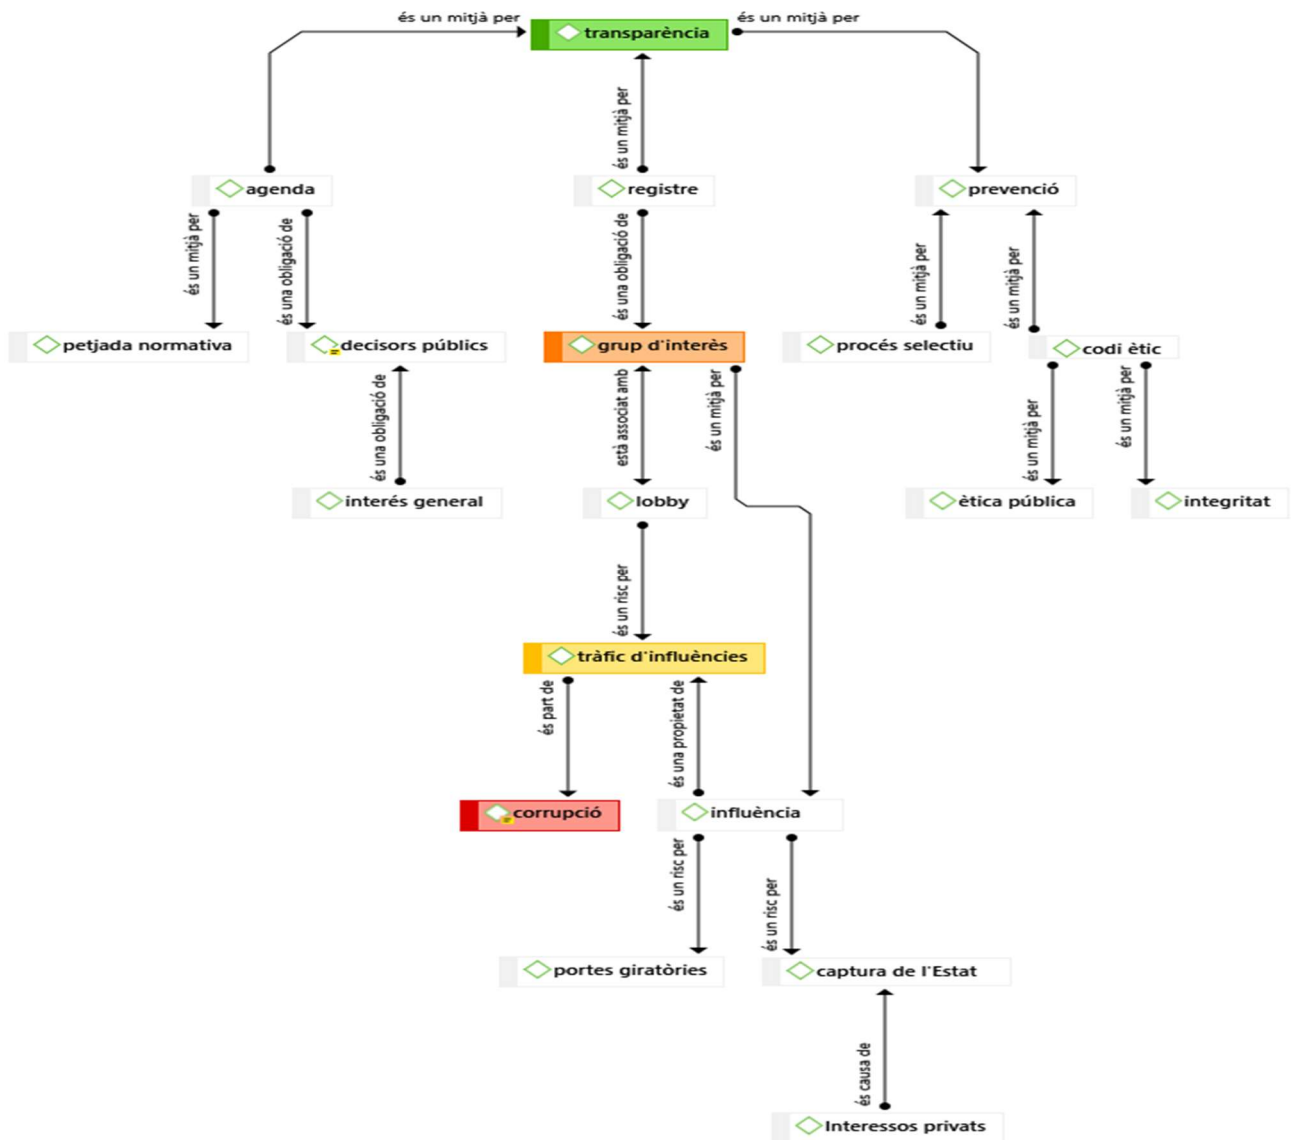 és un mitjà per
és un mitjà per
transparència
és un mitjà per
agenda
registre
prevenció
és un mitjà per
és una obligació de
és una obligació de
és un mitjà per
és un mitjà per
petjada normativa
decisors públics
grup d'interès
procés selectiu
codi ètic
és una obligació de
està associat amb
és un mitjà per
és un mitjà per
és un mitjà per
interés general
lobby
ètica pública
integritat
és un risc per
tràfic d'influències
és part de
és una propietat de
corrupció
influència
és un risc per
és un risc per
portes giratòries
captura de l'Estat
és causa de
Interessos privats